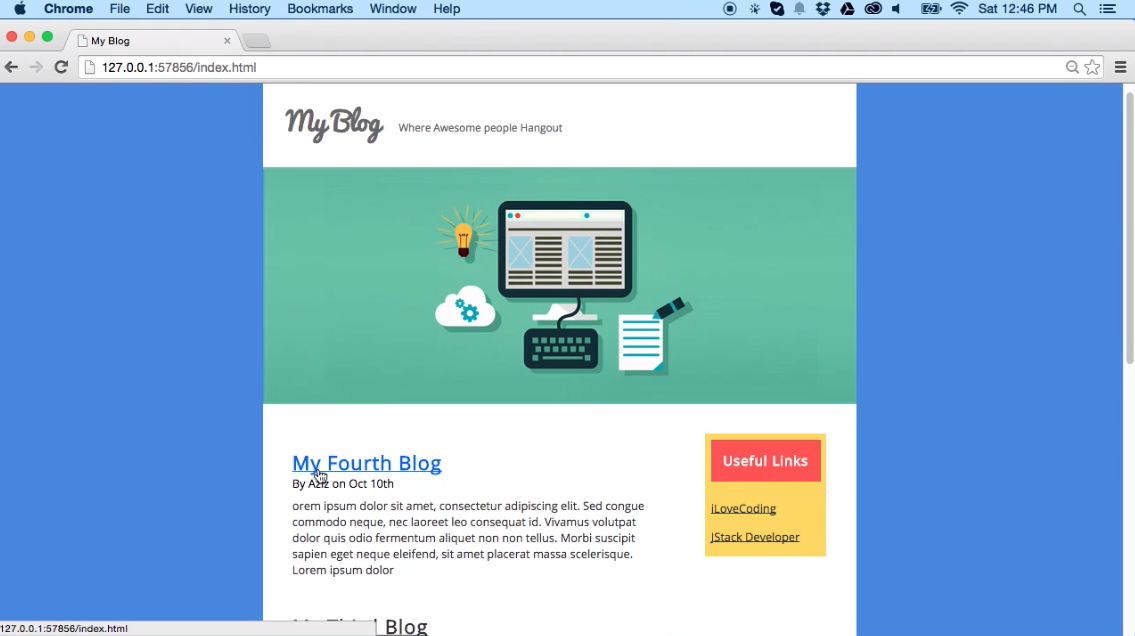 Chrome File Edit View History Bookmarks Window Help Sat 12:46 PM
My Blog
127.0.0.1:57856/index.html
My Blog Where Awesome people Hangout
My Fourth Blog
By Aziz on Oct 10th
orem ipsum dolor sit amet, consectetur adipiscing elit. Sed congue
commodo neque, nec laoreet leo consequat id. Vivamus volutpat
dolor quis odio fermentum aliquet non non tellus. Morbi suscipit
sapien eget neque eleifend, sit amet placerat massa scelerisque.
Lorem ipsum dolor
Useful Links
iLoveCoding
JStack Developer
My Third Blog
127.0.0.1:57856/index.html